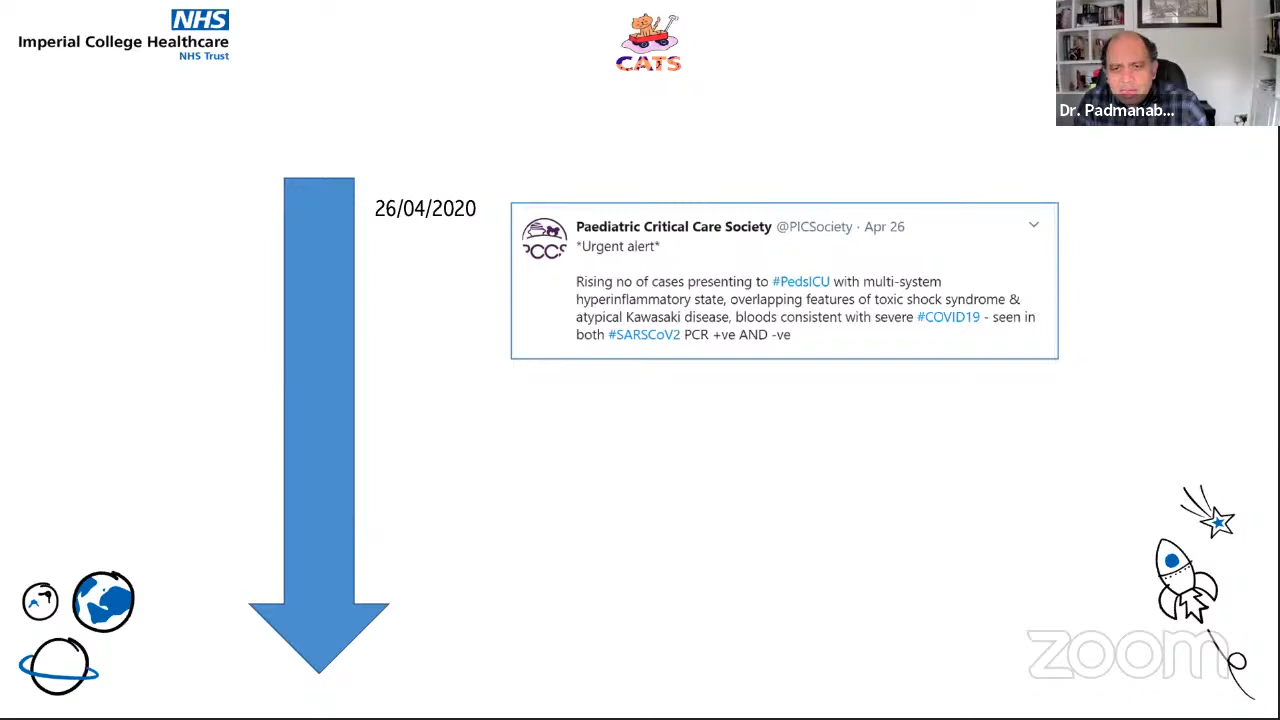 NHS
Imperial College Healthcare
NHS Trust
CATS
Dr. Padmanab...
26/04/2020
PCCS
Paediatric Critical Care Society @PICSociety · Apr 26
*Urgent alert*
Rising no of cases presenting to #PedsICU with multi-system
hyperinflammatory state, overlapping features of toxic shock syndrome &
atypical Kawasaki disease, bloods consistent with severe #COVID19 - seen in
both #SARSCoV2 PCR +ve AND -ve
zoom